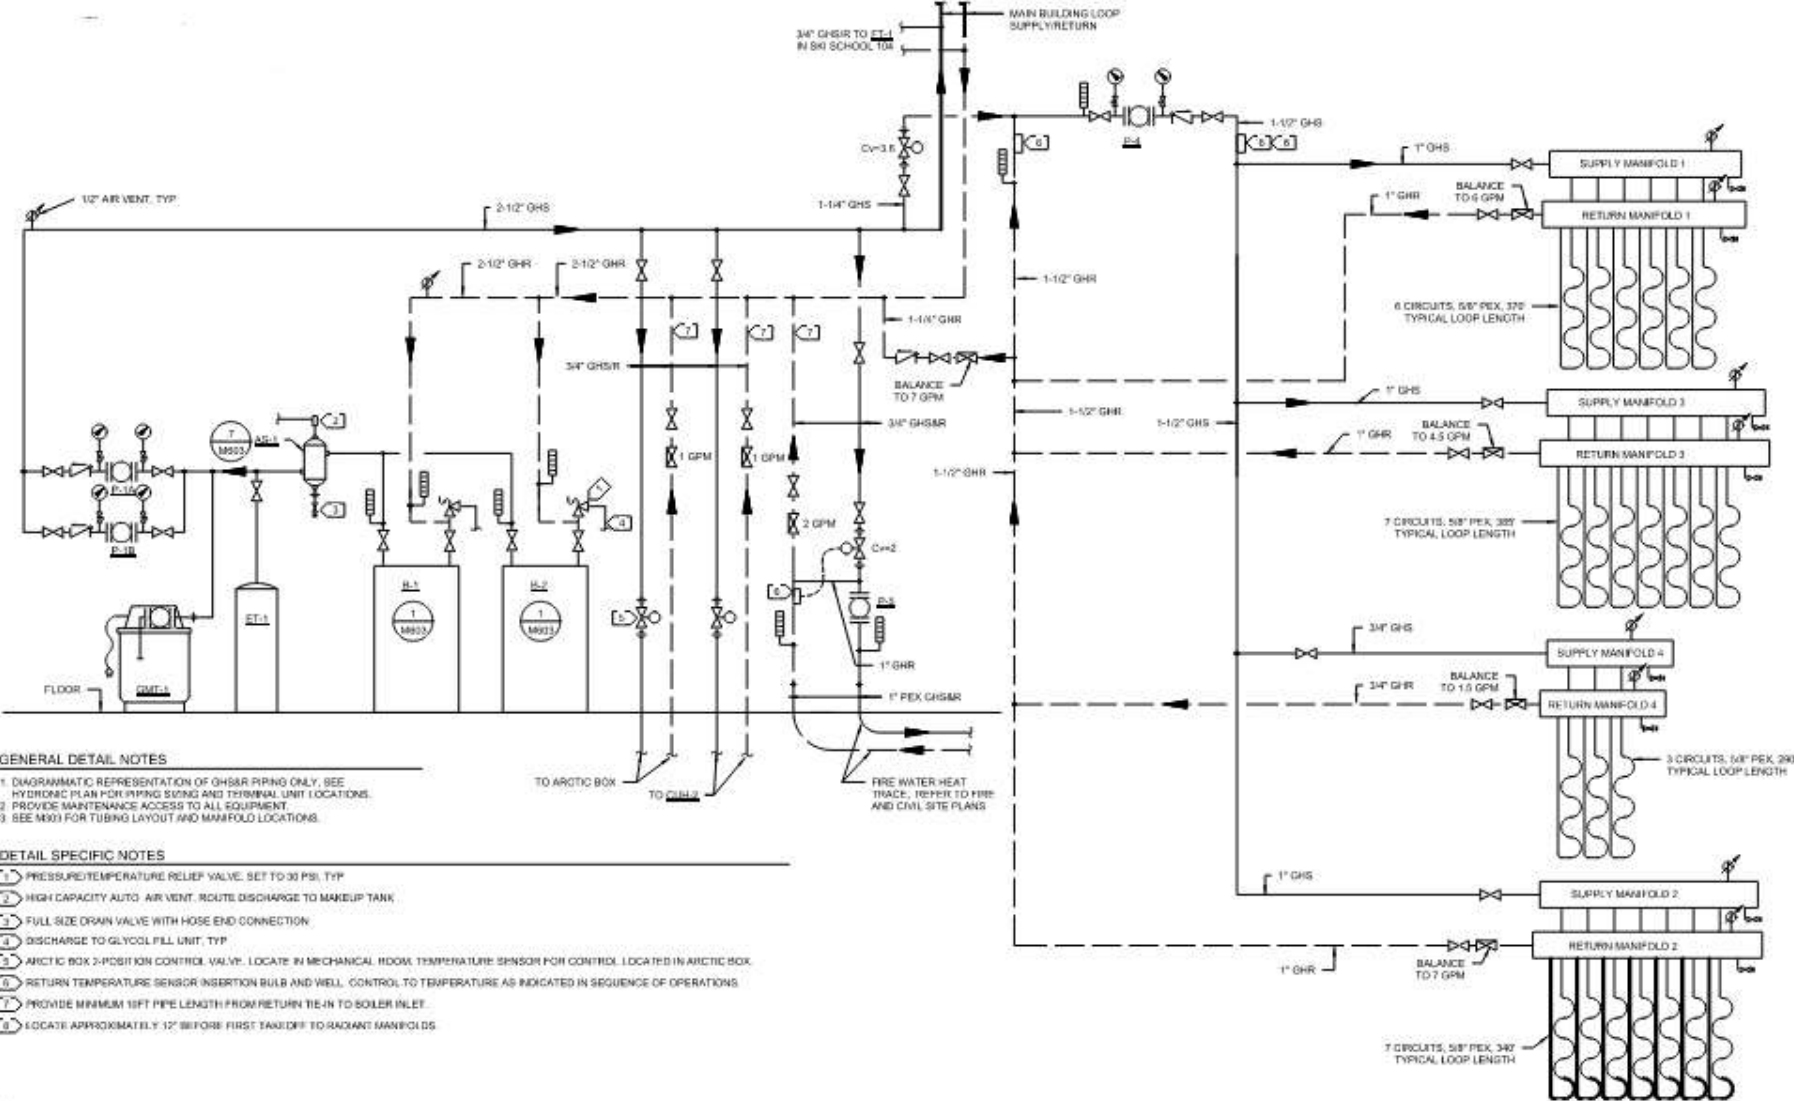 MAIN BUILDING LOOP
SUPPLY/RETURN
3/4" GHS/R TO ET-1
IN SKI SCHOOL 104
1-1/2" GHS
Cv=3.6
6
P-4
8
6
1" GHS
SUPPLY MANIFOLD 1
1/2" AIR VENT, TYP
2-1/2" GHS
1-1/4" GHS
1" GHR
BALANCE
TO 6 GPM
RETURN MANIFOLD 1
2-1/2" GHR
2-1/2" GHR
1-1/2" GHR
6 CIRCUITS, 5/8" PEX, 370'
TYPICAL LOOP LENGTH
1-1/4" GHR
7
7
7
3/4" GHS/R
BALANCE
TO 7 GPM
1" GHS
SUPPLY MANIFOLD 3
1-1/2" GHR
1-1/2" GHS
3/4" GHS&R
BALANCE
TO 4.5 GPM
1" GHR
RETURN MANIFOLD 3
7
M603
AS-1
2
1 GPM
1 GPM
1-1/2" GHR
P-1A
3
1
4
2 GPM
7 CIRCUITS, 5/8" PEX, 385'
TYPICAL LOOP LENGTH
P-1B
Cv=2
B-1
B-2
6
P-3
1
M603
1
M603
5
ET-1
3/4" GHS
SUPPLY MANIFOLD 4
1" GHR
FLOOR
GMT-1
1" PEX GHS&R
3/4" GHR
BALANCE
TO 1.5 GPM
RETURN MANIFOLD 4
3 CIRCUITS, 5/8" PEX, 290
TYPICAL LOOP LENGTH
TO ARCTIC BOX
TO CUH-2
FIRE WATER HEAT
TRACE, REFER TO FIRE
AND CIVIL SITE PLANS
GENERAL DETAIL NOTES
1. DIAGRAMMATIC REPRESENTATION OF GHS&R PIPING ONLY, SEE
HYDRONIC PLAN FOR PIPING SIZING AND TERMINAL UNIT LOCATIONS.
2 PROVIDE MAINTENANCE ACCESS TO ALL EQUIPMENT.
3 SEE M303 FOR TUBING LAYOUT AND MANIFOLD LOCATIONS.
DETAIL SPECIFIC NOTES
1 PRESSURE/TEMPERATURE RELIEF VALVE, SET TO 30 PSI, TYP
2 HIGH CAPACITY AUTO AIR VENT, ROUTE DISCHARGE TO MAKEUP TANK
3 FULL SIZE DRAIN VALVE WITH HOSE END CONNECTION
4 DISCHARGE TO GLYCOL FILL UNIT, TYP
5 ARCTIC BOX 2-POSITION CONTROL VALVE. LOCATE IN MECHANICAL ROOM. TEMPERATURE SENSOR FOR CONTROL LOCATED IN ARCTIC BOX.
6 RETURN TEMPERATURE SENSOR INSERTION BULB AND WELL. CONTROL TO TEMPERATURE AS INDICATED IN SEQUENCE OF OPERATIONS.
7 PROVIDE MINIMUM 10FT PIPE LENGTH FROM RETURN TIE-IN TO BOILER INLET.
8 LOCATE APPROXIMATELY 12" BEFORE FIRST TAKEOFF TO RADIANT MANIFOLDS
1" GHS
SUPPLY MANIFOLD 2
RETURN MANIFOLD 2
1" GHR
BALANCE
TO 7 GPM
7 CIRCUITS, 5/8" PEX, 340'
TYPICAL LOOP LENGTH